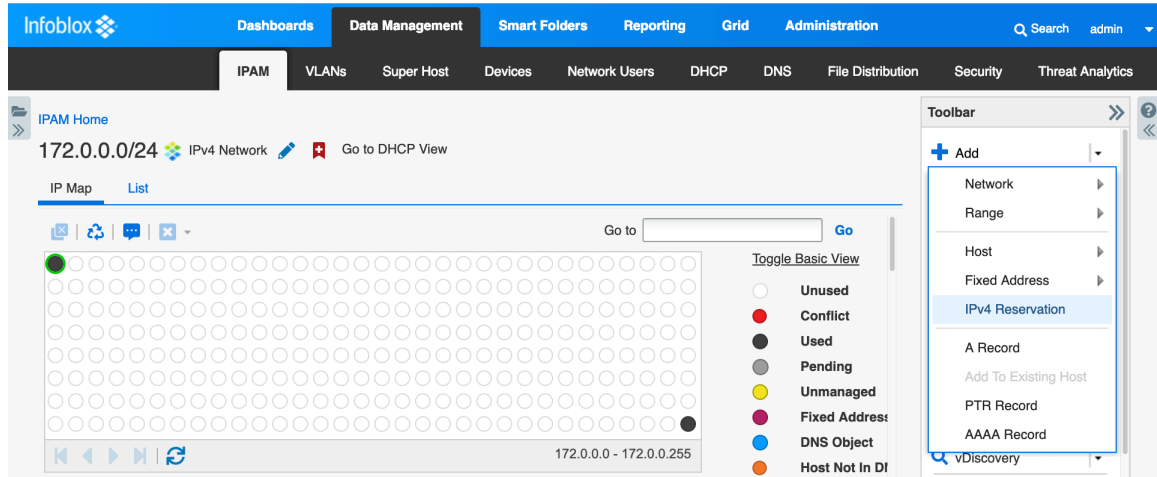 Infoblox
Dashboards Data Management Smart Folders Reporting Grid Administration Search admin
IPAM VLANs Super Host Devices Network Users DHCP DNS File Distribution Security Threat Analytics
IPAM Home
172.0.0.0/24 IPv4 Network Go to DHCP View
IP Map List
Go to Go
Toggle Basic View
Unused
Conflict
Used
Pending
Unmanaged
Fixed Address
DNS Object
Host Not In
172.0.0.0 - 172.0.0.255
Toolbar
Add
Network
Range
Host
Fixed Address
IPv4 Reservation
A Record
Add To Existing Host
PTR Record
AAAA Record
vDiscovery